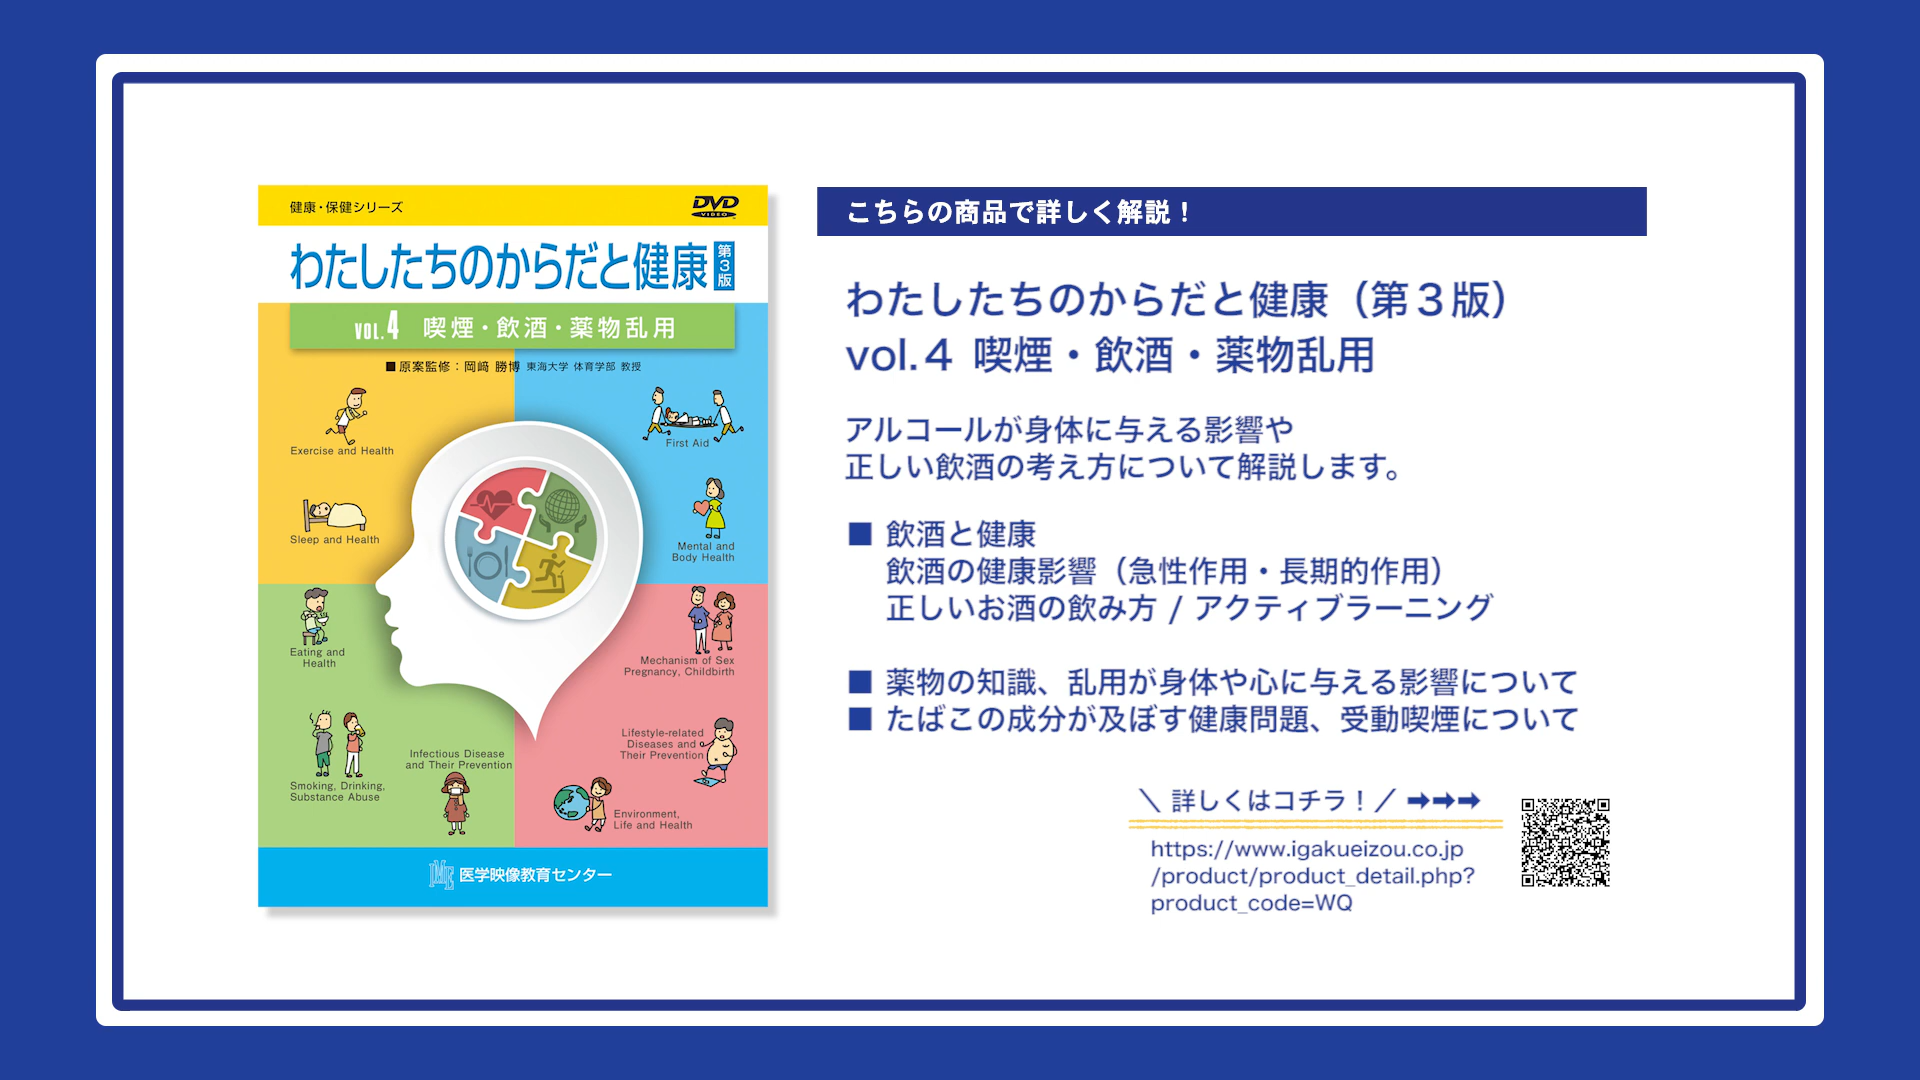 健康・保健シリーズ
DVD
VIDEO
わたしたちのからだと健康 第3版
VOL.4 喫煙・飲酒・薬物乱用
■原案監修：岡﨑 勝博 東海大学 体育学部 教授
Exercise and Health
First Aid
Sleep and Health
Mental and
Body Health
Eating and
Health
Mechanism of Sex
Pregnancy, Childbirth
Smoking, Drinking,
Substance Abuse
Infectious Disease
and Their Prevention
Lifestyle-related
Diseases and
Their Prevention
Environment,
Life and Health
IMEC 医学映像教育センター
こちらの商品で詳しく解説！
わたしたちのからだと健康（第３版）
vol.４ 喫煙・飲酒・薬物乱用
アルコールが身体に与える影響や
正しい飲酒の考え方について解説します。
■ 飲酒と健康
飲酒の健康影響（急性作用・長期的作用）
正しいお酒の飲み方 / アクティブラーニング
■ 薬物の知識、乱用が身体や心に与える影響について
■ たばこの成分が及ぼす健康問題、受動喫煙について
＼ 詳しくはコチラ！／ ➡➡➡
https://www.igakueizou.co.jp
/product/product_detail.php?
product_code=WQ